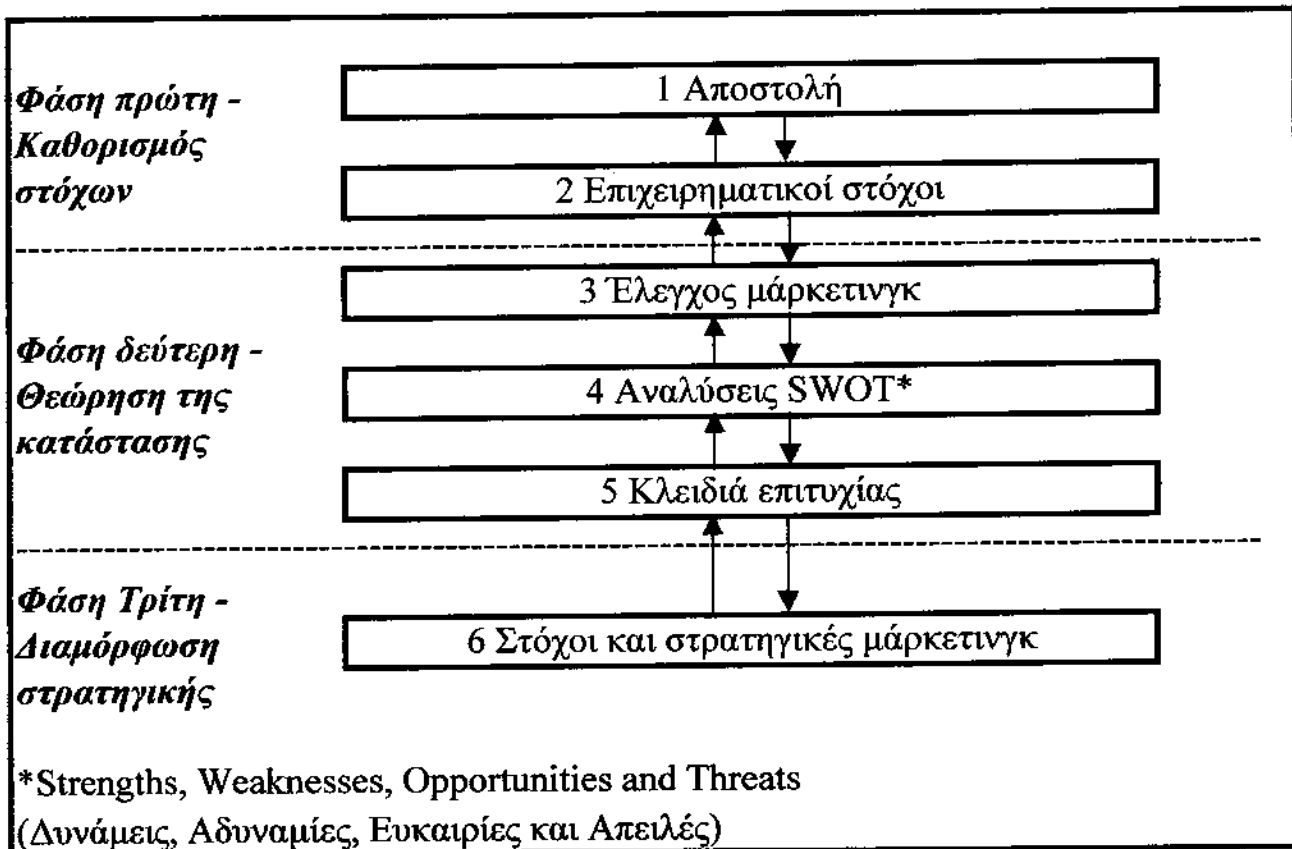 Φάση πρώτη -
Καθορισμός
στόχων
1 Αποστολή
2 Επιχειρηματικοί στόχοι
Φάση δεύτερη -
Θεώρηση της
κατάστασης
3 Έλεγχος μάρκετινγκ
4 Αναλύσεις SWOT*
5 Κλειδιά επιτυχίας
Φάση Τρίτη -
Διαμόρφωση
στρατηγικής
6 Στόχοι και στρατηγικές μάρκετινγκ
*Strengths, Weaknesses, Opportunities and Threats
(Δυνάμεις, Αδυναμίες, Ευκαιρίες και Απειλές)